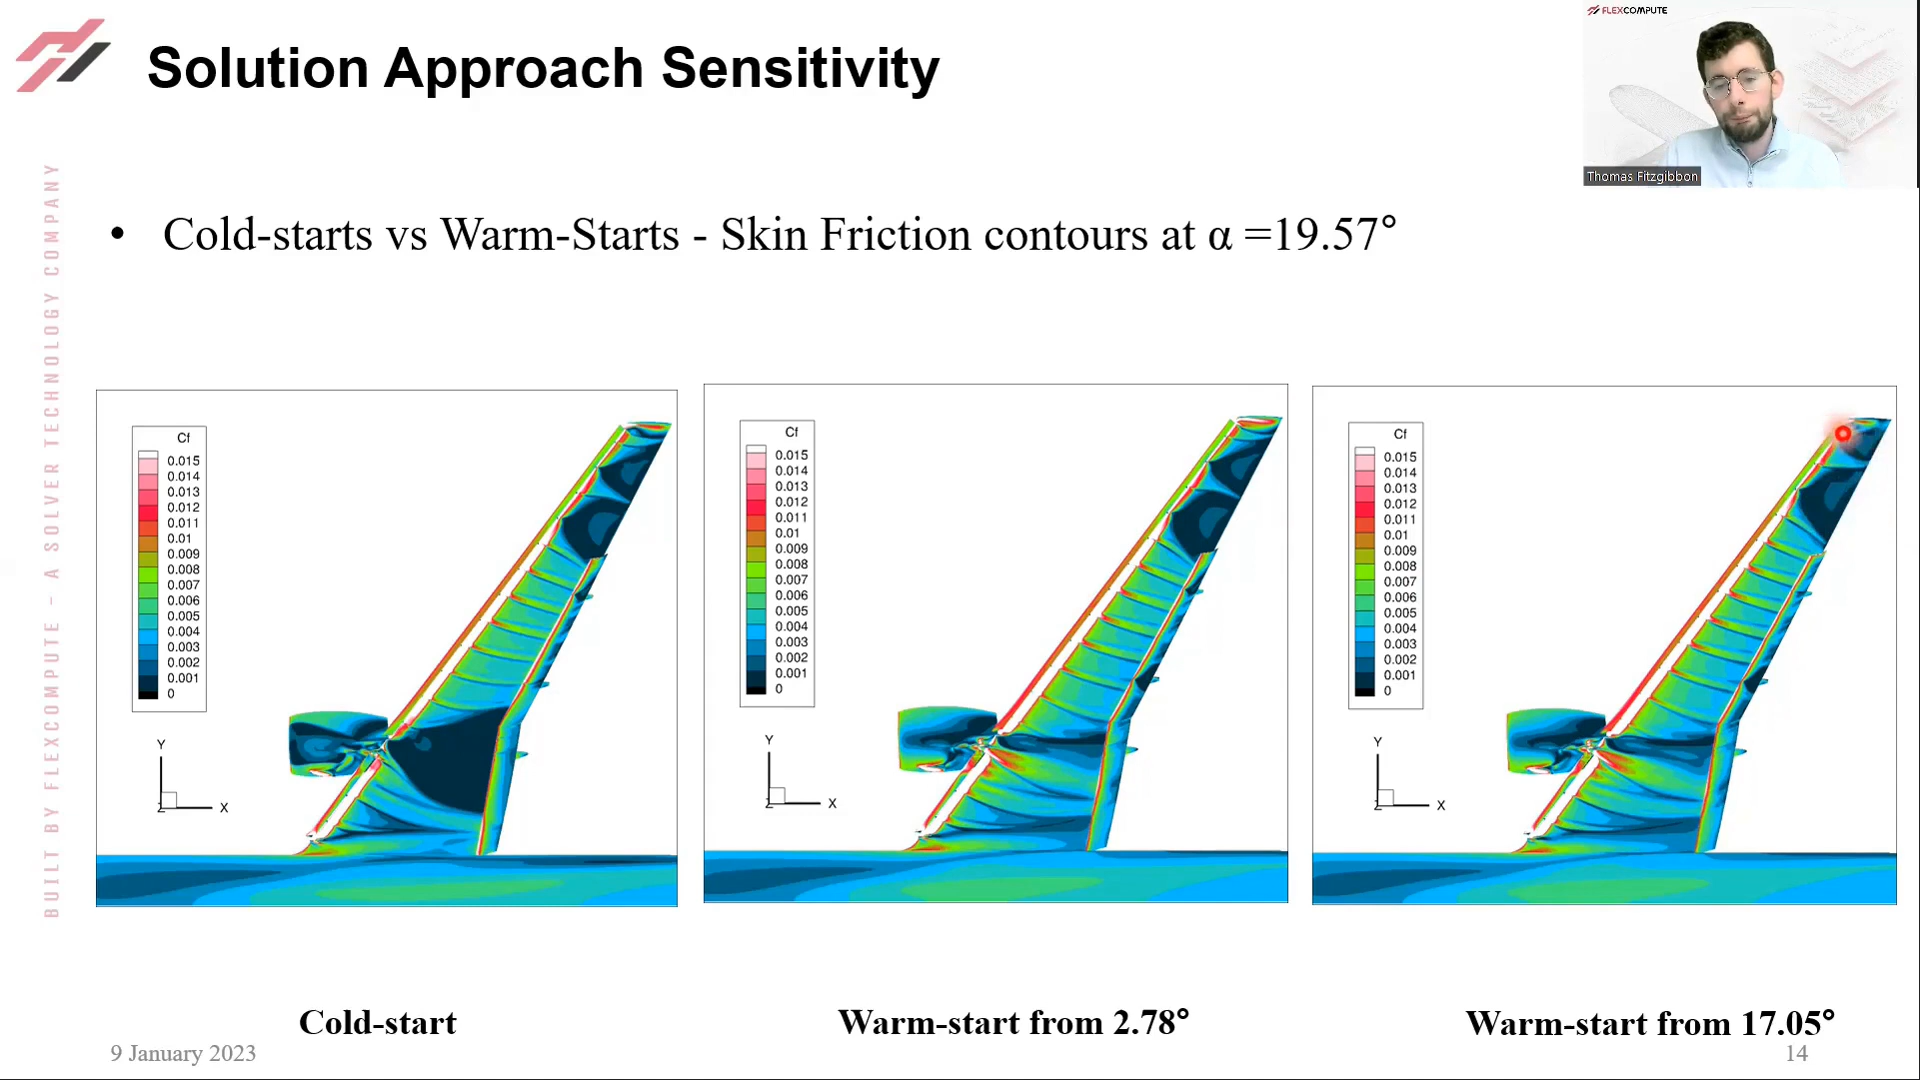 Solution Approach Sensitivity
FLEXCOMPUTE
Thomas Fitzgibbon
BUILT BY FLEXCOMPUTE - A SOLVER TECHNOLOGY COMPANY
• Cold-starts vs Warm-Starts - Skin Friction contours at α =19.57°
Cf
0.015
0.014
0.013
0.012
0.011
0.01
0.009
0.008
0.007
0.006
0.005
0.004
0.003
0.002
0.001
0
Y
Z
X
Cf
0.015
0.014
0.013
0.012
0.011
0.01
0.009
0.008
0.007
0.006
0.005
0.004
0.003
0.002
0.001
0
Y
Z
X
Cf
0.015
0.014
0.013
0.012
0.011
0.01
0.009
0.008
0.007
0.006
0.005
0.004
0.003
0.002
0.001
0
Y
Z
X
Cold-start
Warm-start from 2.78°
Warm-start from 17.05°
9 January 2023
14